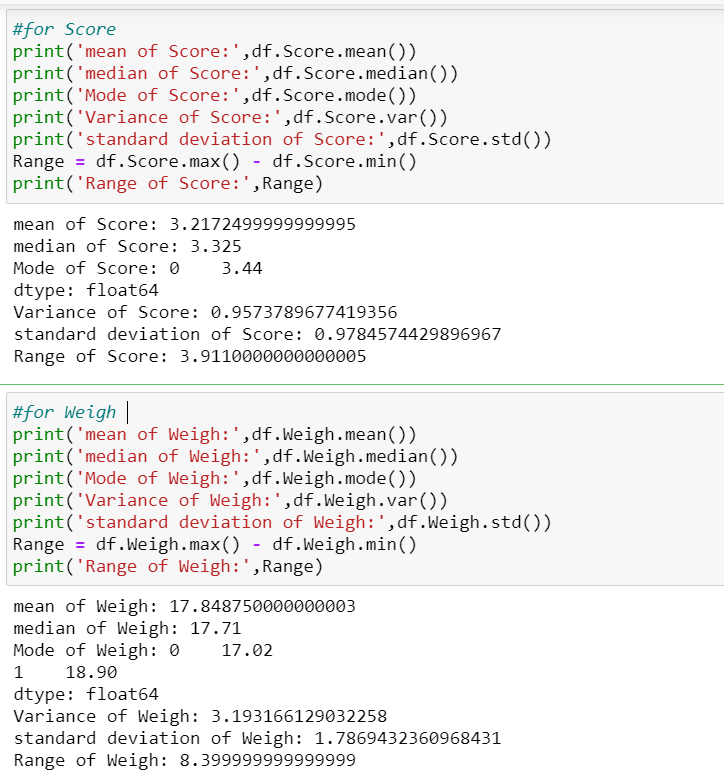 #for Score
print('mean of Score:',df.Score.mean())
print('median of Score:',df.Score.median())
print('Mode of Score:',df.Score.mode())
print('Variance of Score:',df.Score.var())
print('standard deviation of Score:',df.Score.std())
Range = df.Score.max() - df.Score.min()
print('Range of Score:',Range)
mean of Score: 3.2172499999999995
median of Score: 3.325
Mode of Score: 0    3.44
dtype: float64
Variance of Score: 0.9573789677419356
standard deviation of Score: 0.9784574429896967
Range of Score: 3.9110000000000005
#for Weigh
print('mean of Weigh:',df.Weigh.mean())
print('median of Weigh:',df.Weigh.median())
print('Mode of Weigh:',df.Weigh.mode())
print('Variance of Weigh:',df.Weigh.var())
print('standard deviation of Weigh:',df.Weigh.std())
Range = df.Weigh.max() - df.Weigh.min()
print('Range of Weigh:',Range)
mean of Weigh: 17.848750000000003
median of Weigh: 17.71
Mode of Weigh: 0    17.02
1    18.90
dtype: float64
Variance of Weigh: 3.193166129032258
standard deviation of Weigh: 1.7869432360968431
Range of Weigh: 8.399999999999999